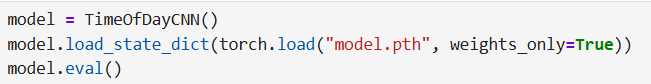 model = TimeOfDayCNN()
model.load_state_dict(torch.load("model.pth", weights_only=True))
model.eval()